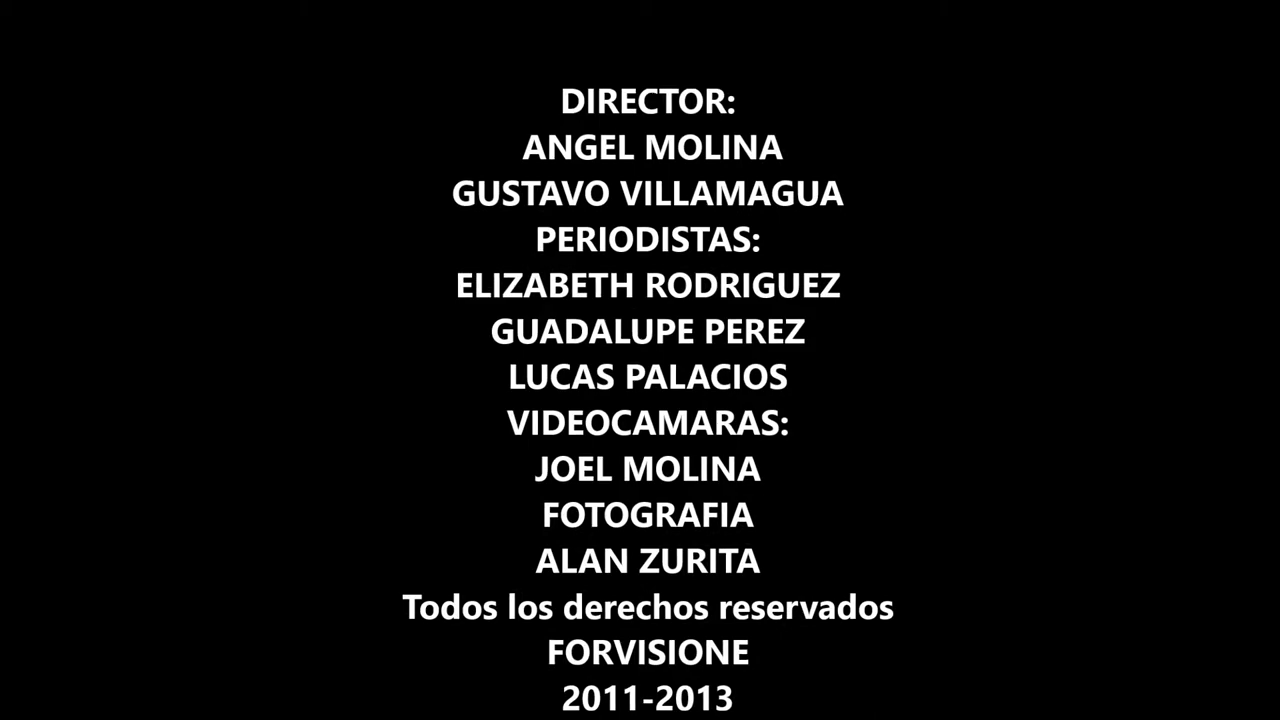 DIRECTOR:
ANGEL MOLINA
GUSTAVO VILLAMAGUA
PERIODISTAS:
ELIZABETH RODRIGUEZ
GUADALUPE PEREZ
LUCAS PALACIOS
VIDEOCAMARAS:
JOEL MOLINA
FOTOGRAFIA
ALAN ZURITA
Todos los derechos reservados
FORVISIONE
2011-2013